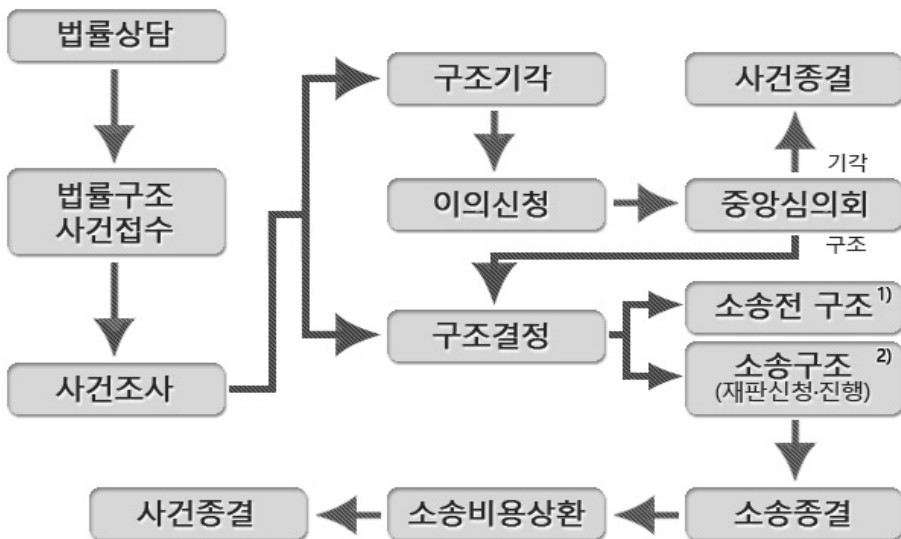 법률상담
법률구조
사건접수
사건조사
구조기각
이의신청
사건종결
기각
중앙심의회
구조
구조결정
소송전 구조 1)
소송구조 2)
(재판신청·진행)
소송종결
소송비용상환
사건종결